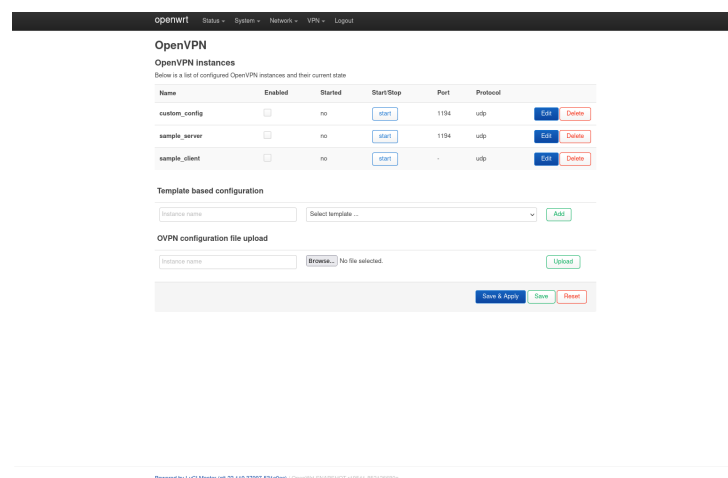 openwrt Status System Network VPN Logout
OpenVPN
OpenVPN instances
Below is a list of configured OpenVPN instances and their current state
Name Enabled Started Start/Stop Port Protocol
custom_config no start 1194 udp Edit Delete
sample_server no start 1194 udp Edit Delete
sample_client no start - udp Edit Delete
Template based configuration
Instance name Select template ... Add
OVPN configuration file upload
Instance name Browse... No file selected. Upload
Save & Apply Save Reset